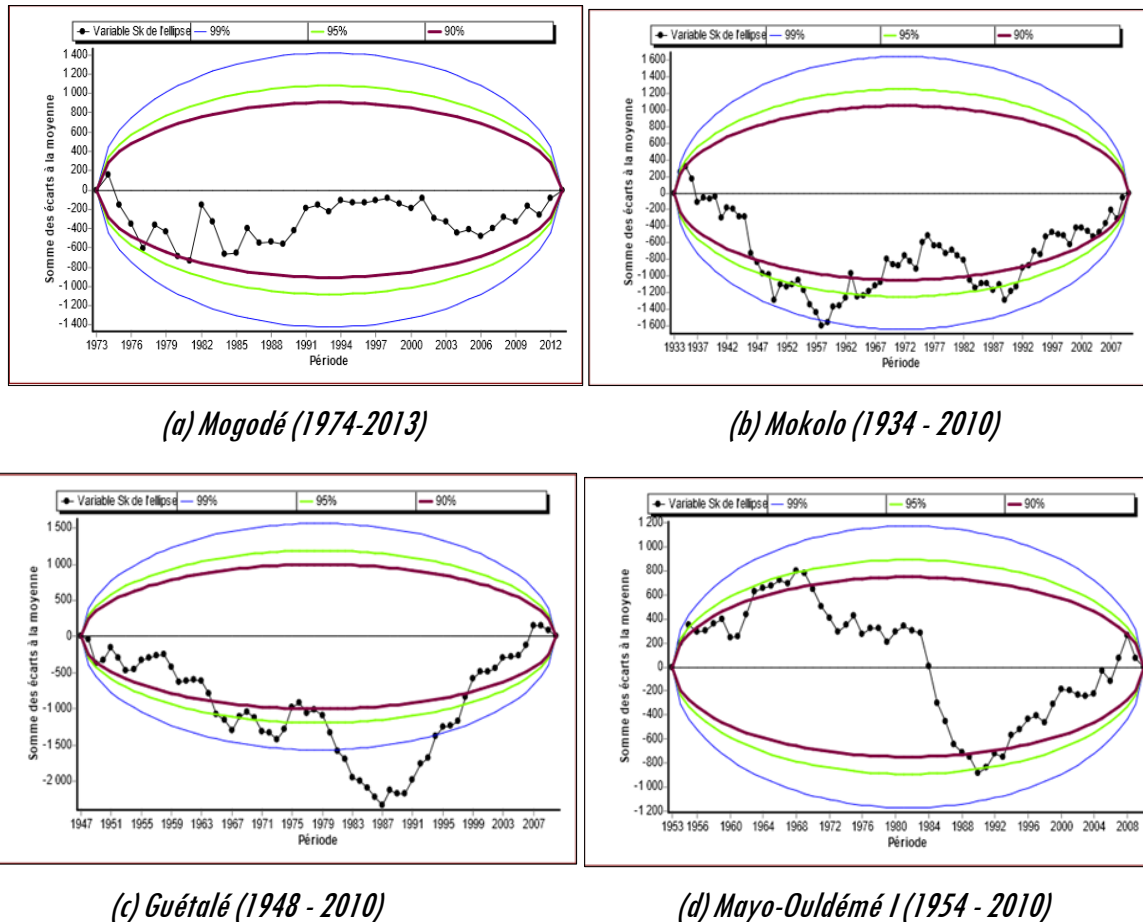 Variable Sk de l'ellipse 99% 95% 90%
Somme des écarts à la moyenne
1 400
1 200
1 000
800
600
400
200
0
-200
-400
-600
-800
-1 000
-1 200
-1 400
1973 1976 1979 1982 1985 1988 1991 1994 1997 2000 2003 2006 2009 2012
Période
(a) Mogodé (1974-2013)
Variable Sk de l'ellipse 99% 95% 90%
Somme des écarts à la moyenne
1 600
1 400
1 200
1 000
800
600
400
200
0
-200
-400
-600
-800
-1 000
-1 200
-1 400
-1 600
1933 1937 1942 1947 1952 1957 1962 1967 1972 1977 1982 1987 1992 1997 2002 2007
Période
(b) Mokolo (1934 - 2010)
Variable Sk de l'ellipse 99% 95% 90%
Somme des écarts à la moyenne
1 500
1 000
500
0
-500
-1 000
-1 500
-2 000
1947 1951 1955 1959 1963 1967 1971 1975 1979 1983 1987 1991 1995 1999 2003 2007
Période
(c) Guétalé (1948 - 2010)
Variable Sk de l'ellipse 99% 95% 90%
Somme des écarts à la moyenne
1 200
1 000
800
600
400
200
0
-200
-400
-600
-800
-1 000
-1 200
1953 1956 1960 1964 1968 1972 1976 1980 1984 1988 1992 1996 2000 2004 2008
Période
(d) Mayo-Ouldémé I (1954 - 2010)